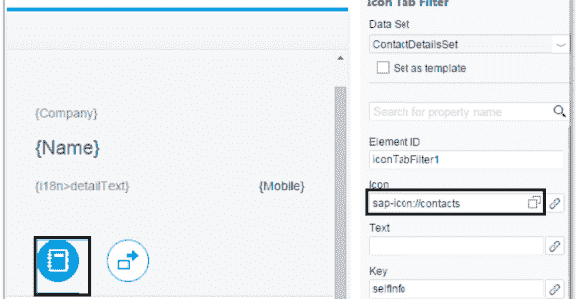 Icon Tab Filter
Data Set
ContactDetailsSet
Set as template
Search for property name
Element ID
iconTabFilter1
Icon
sap-icon://contacts
Text
Key
selfInfo
{Company}
{Name}
{i18n>detailText} {Mobile}